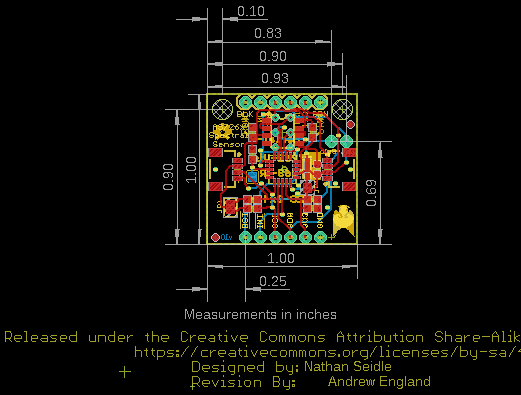 0.10
0.83
0.90
0.93
Sensor
0.90
1.00
0.69
1.00
0.25
Measurements in inches
Released under the Creative Commons Attribution Share-Alik
https://creativecommons.org/licenses/by-sa/4
Designed by: Nathan Seidle
Revision By: Andrew England